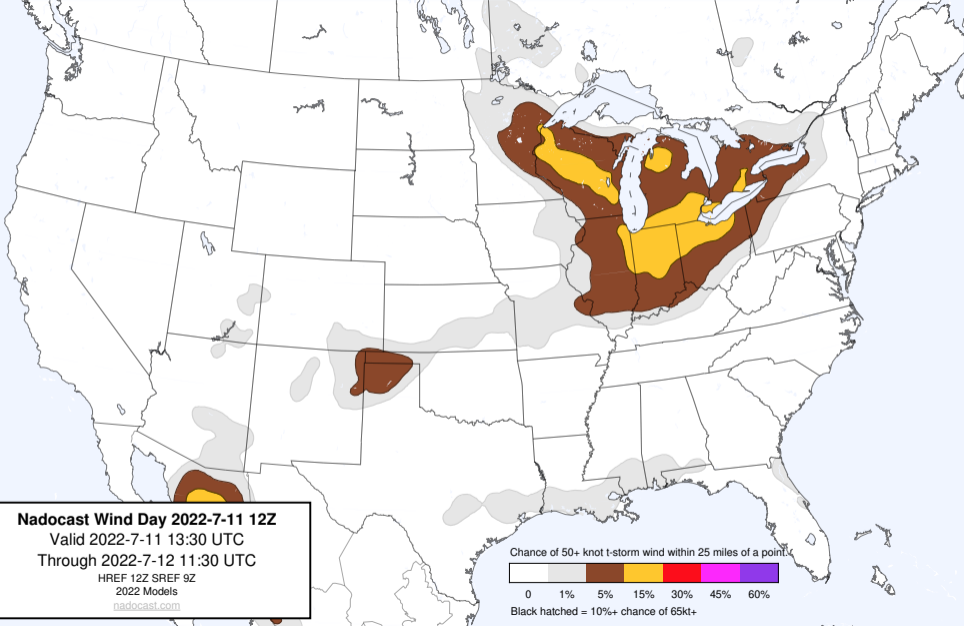 Nadocast Wind Day 2022-7-11 12Z
Valid 2022-7-11 13:30 UTC
Through 2022-7-12 11:30 UTC
HREF 12Z SREF 9Z
2022 Models
nadocast.com
Chance of 50+ knot t-storm wind within 25 miles of a point.
0 1% 5% 15% 30% 45% 60%
Black hatched = 10%+ chance of 65kt+